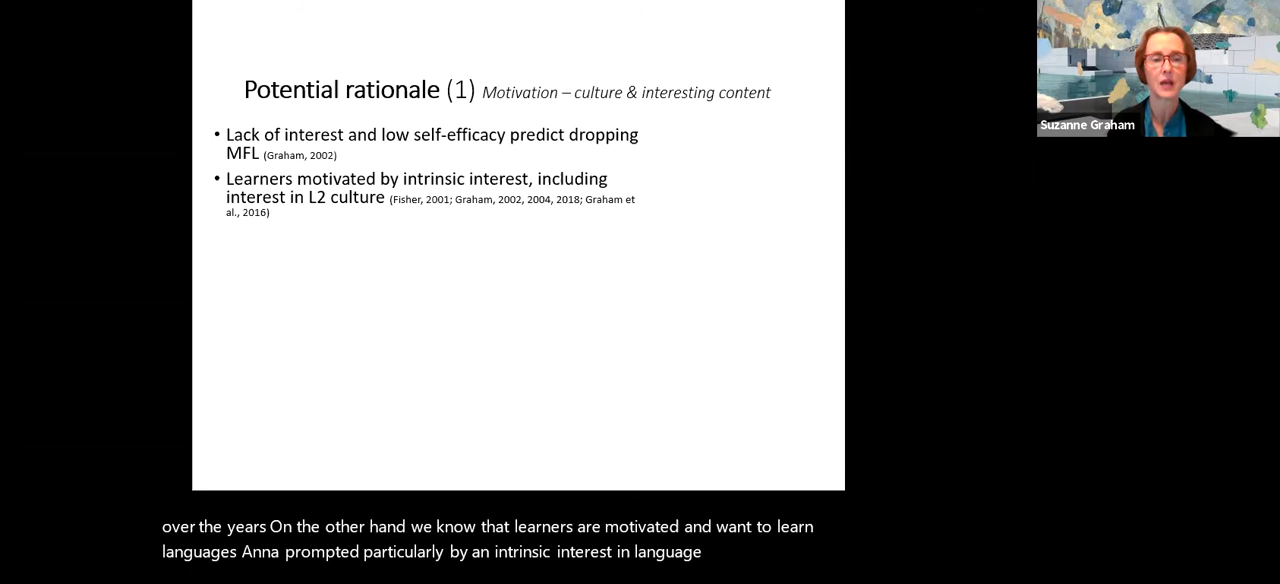 Potential rationale (1) Motivation – culture & interesting content
• Lack of interest and low self-efficacy predict dropping
MFL (Graham, 2002)
• Learners motivated by intrinsic interest, including
interest in L2 culture (Fisher, 2001; Graham, 2002, 2004, 2018; Graham et
al., 2016)
Suzanne Graham
over the years On the other hand we know that learners are motivated and want to learn
languages Anna prompted particularly by an intrinsic interest in language